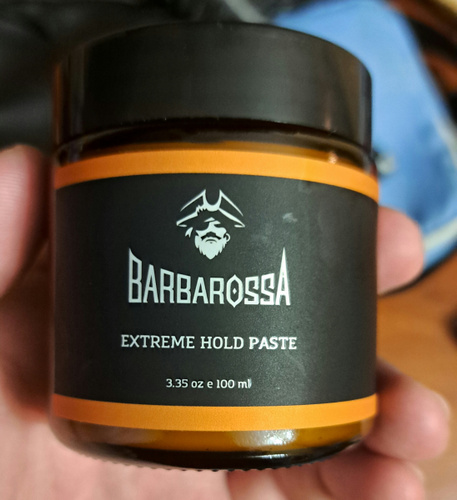 BARBAROSSA
EXTREME HOLD PASTE
3.35 oz e 100 ml